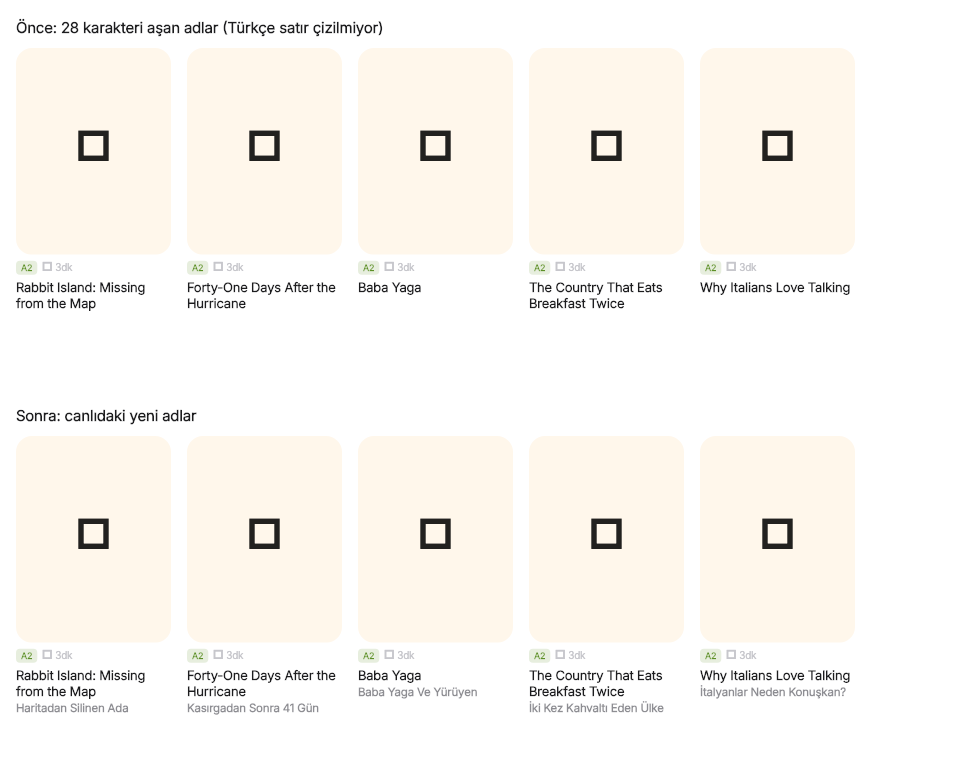 Önce: 28 karakteri aşan adlar (Türkçe satır çizilmiyor)
A2 3dk
Rabbit Island: Missing
from the Map
A2 3dk
Forty-One Days After the
Hurricane
A2 3dk
Baba Yaga
A2 3dk
The Country That Eats
Breakfast Twice
A2 3dk
Why Italians Love Talking
Sonra: canlıdaki yeni adlar
A2 3dk
Rabbit Island: Missing
from the Map
Haritadan Silinen Ada
A2 3dk
Forty-One Days After the
Hurricane
Kasırgadan Sonra 41 Gün
A2 3dk
Baba Yaga
Baba Yaga Ve Yürüyen
A2 3dk
The Country That Eats
Breakfast Twice
İki Kez Kahvaltı Eden Ülke
A2 3dk
Why Italians Love Talking
İtalyanlar Neden Konuşkan?